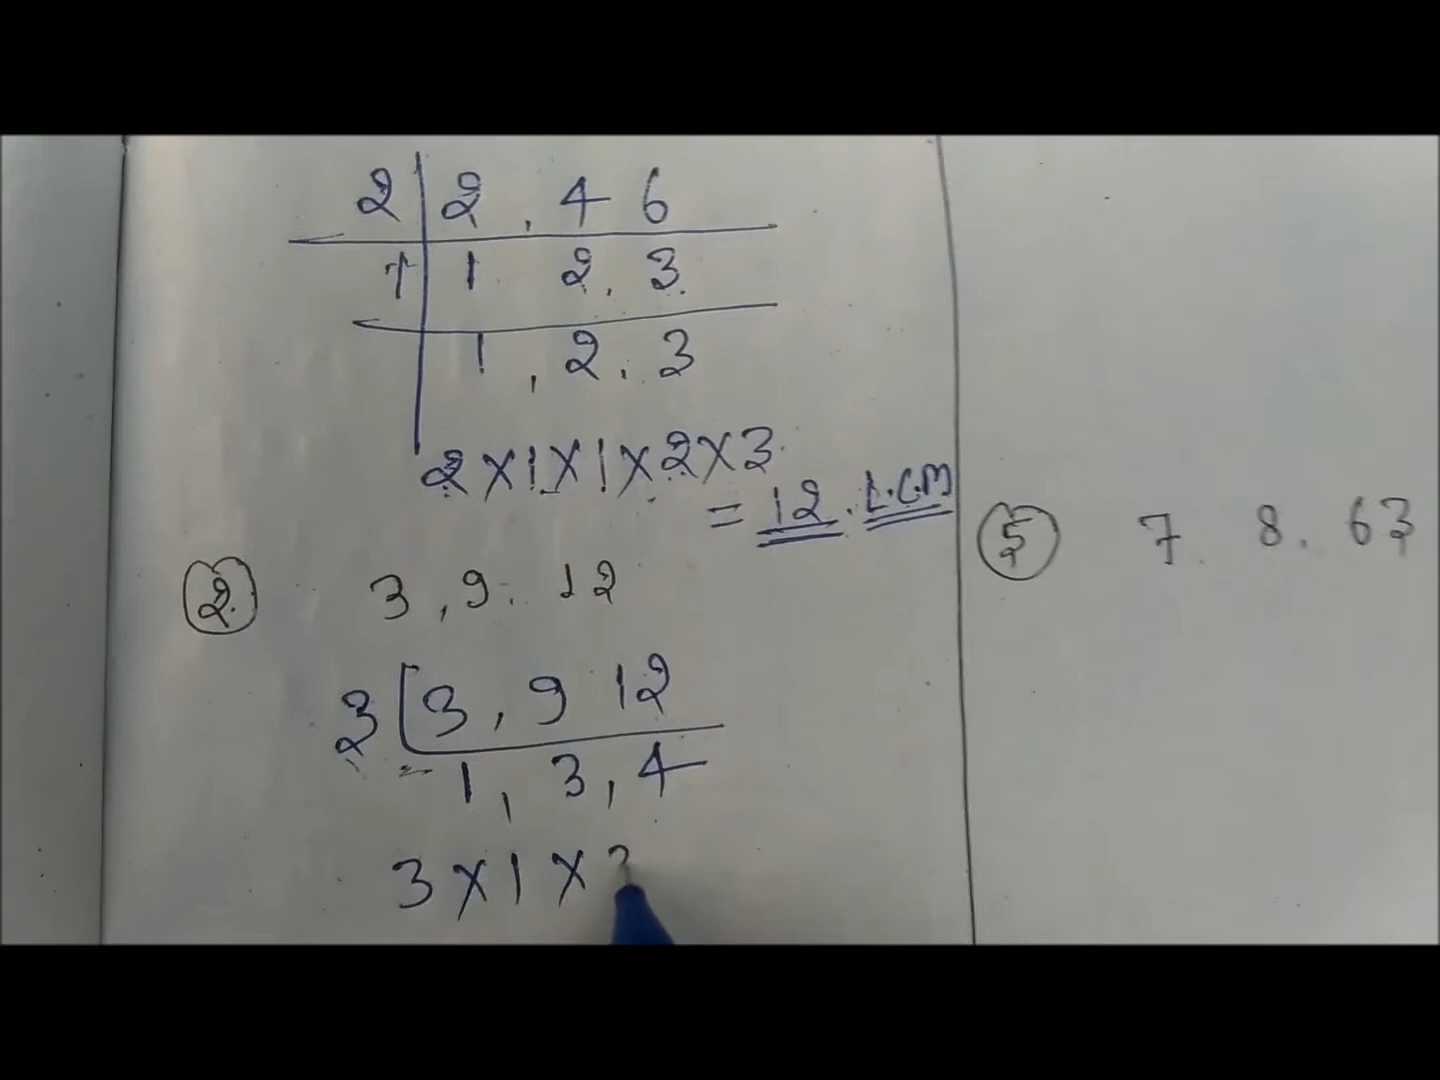 2 | 2 , 4 6
1 | 1 2 . 3
1 , 2 . 3
2 X 1 X 1 X 2 X 3
= 12 . L.C.M
2. 3 , 9. 12
3 3 , 9 12
1 , 3 , 4
3 X 1 X
5 7 8. 63